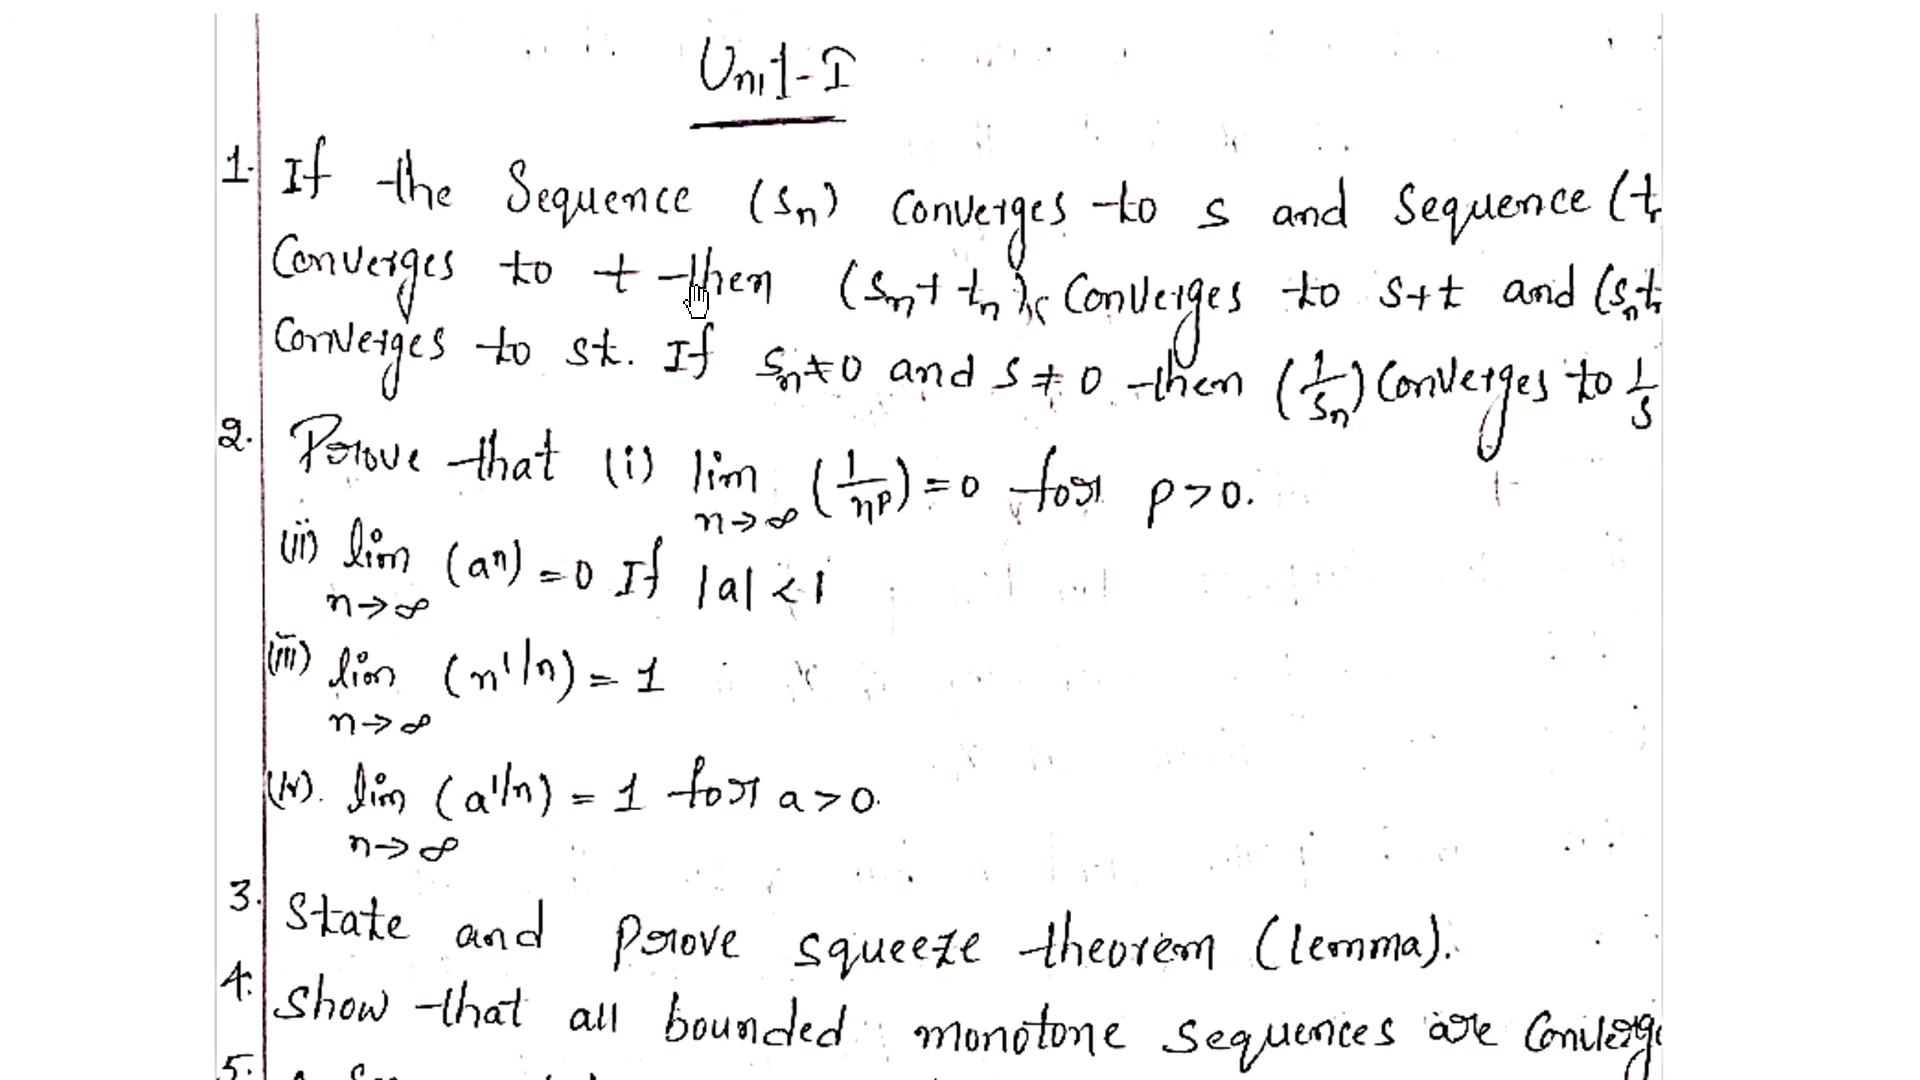 Unit-I
1. If the Sequence (sn) Converges to s and sequence (t
Converges to t then (sn + tn) Converges to s+t and (sn t
Converges to st. If sn≠0 and s≠0 then (1/sn) Converges to 1/s
2. Prove that (i) lim n→∞ (1/n^p) = 0 for p>0.
(ii) lim n→∞ (a^n) = 0 If |a|<1
(iii) lim n→∞ (n^1/n) = 1
(iv). lim n→∞ (a^1/n) = 1 for a>0.
3. State and Prove squeeze theorem (lemma).
4. Show that all bounded monotone sequences are Converge
5.